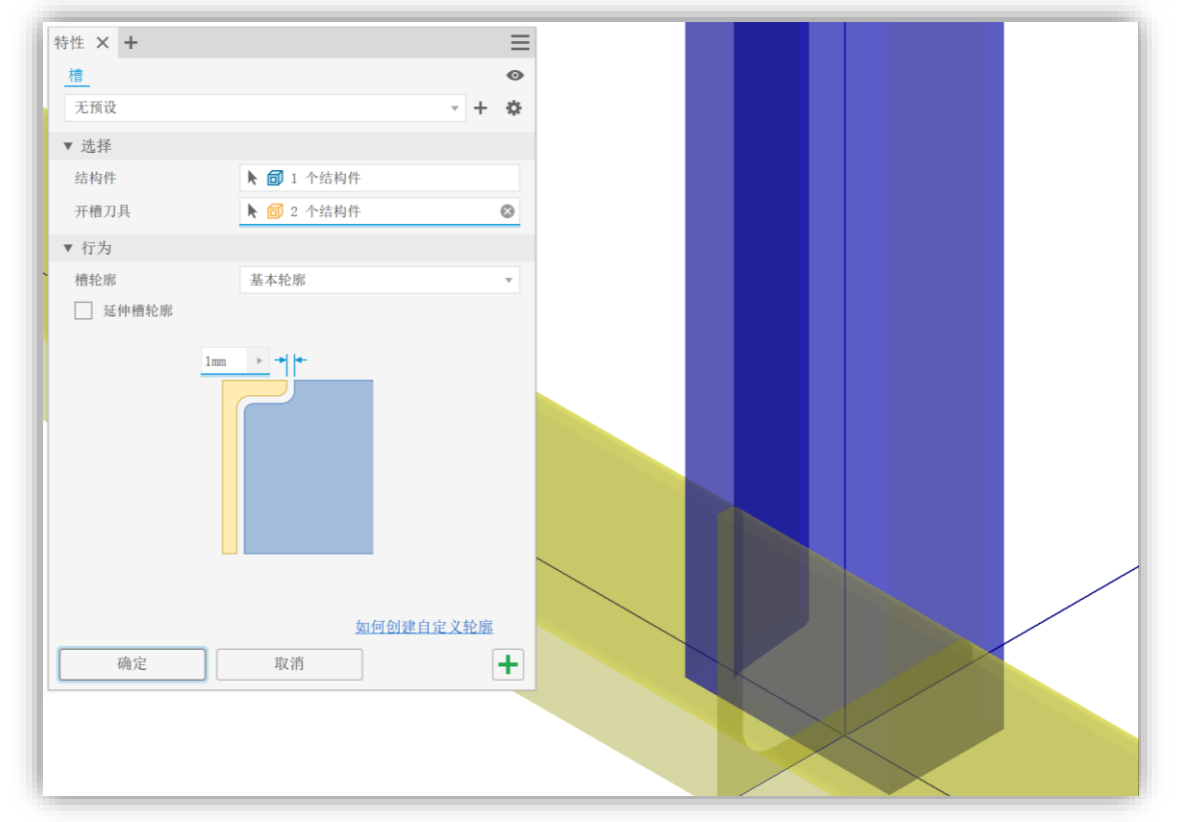 特性
槽
无预设
选择
结构件 1 个结构件
开槽刀具 2 个结构件
行为
槽轮廓 基本轮廓
延伸槽轮廓
1mm
如何创建自定义轮廓
确定 取消